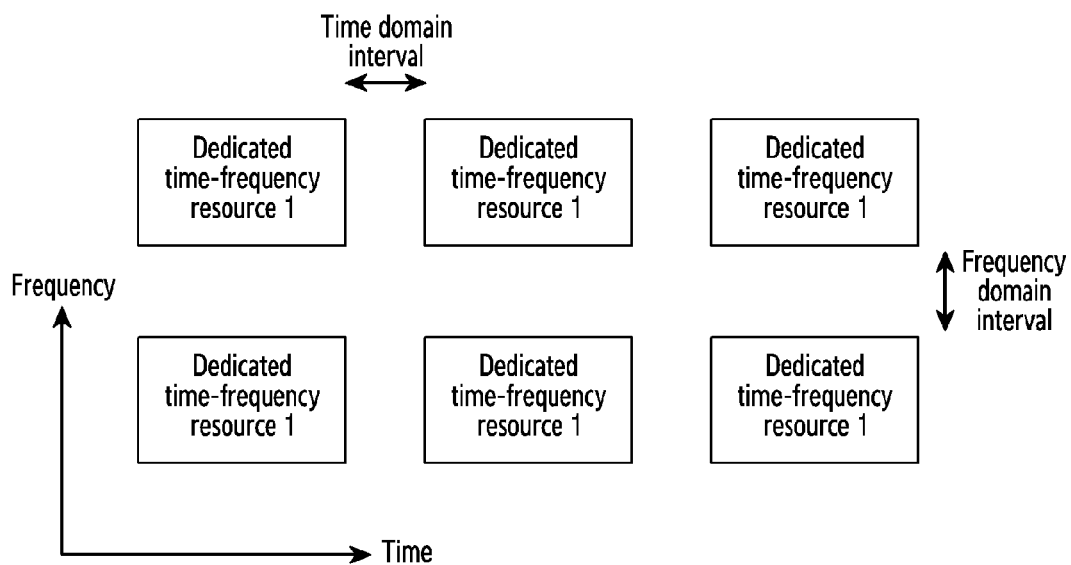 Time domain
interval
Dedicated
time-frequency
resource 1
Dedicated
time-frequency
resource 1
Dedicated
time-frequency
resource 1
Frequency
domain
interval
Frequency
Dedicated
time-frequency
resource 1
Dedicated
time-frequency
resource 1
Dedicated
time-frequency
resource 1
Time